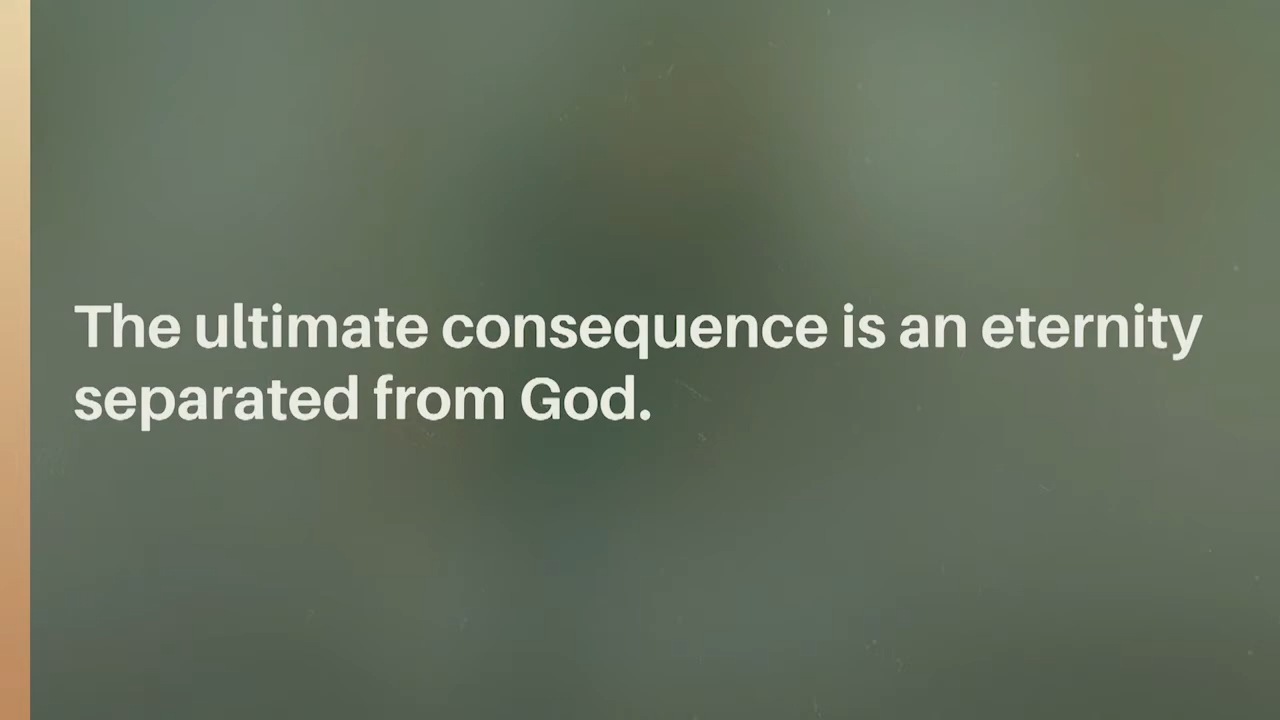 The ultimate consequence is an eternity
separated from God.